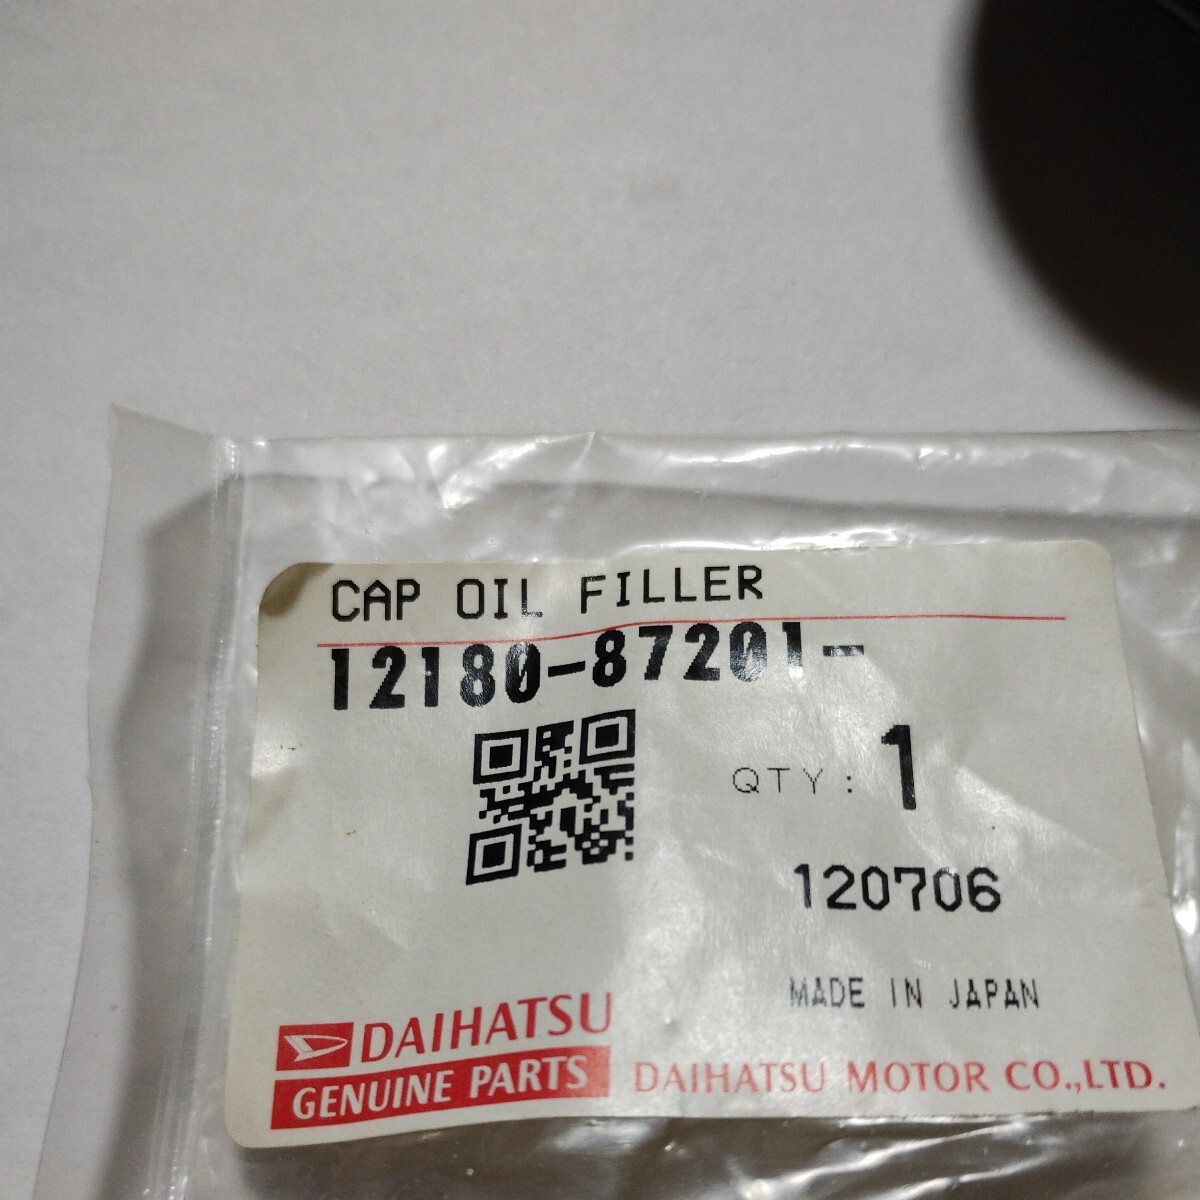 CAP OIL FILLER
12180-87201-
QTY: 1
120706
MADE IN JAPAN
DAIHATSU
GENUINE PARTS
DAIHATSU MOTOR CO.,LTD.